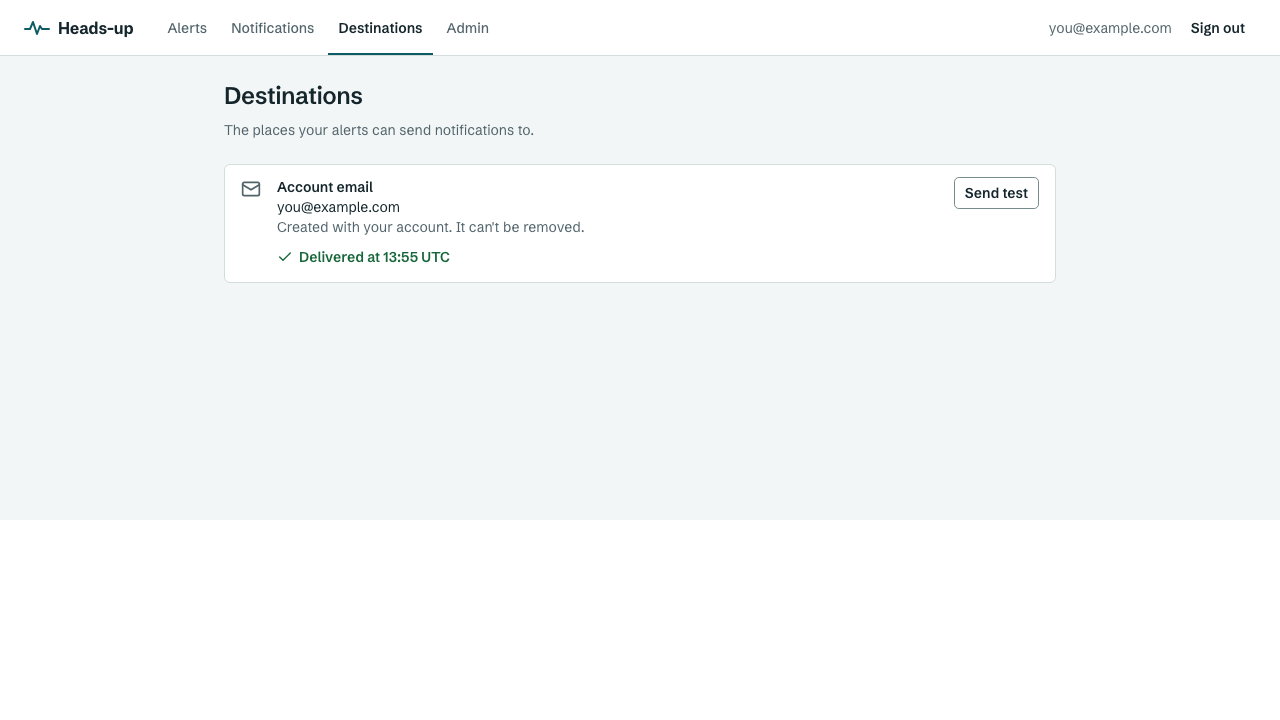 Heads-up Alerts Notifications Destinations Admin you@example.com Sign out
Destinations
The places your alerts can send notifications to.
Account email
you@example.com
Created with your account. It can't be removed.
Delivered at 13:55 UTC
Send test